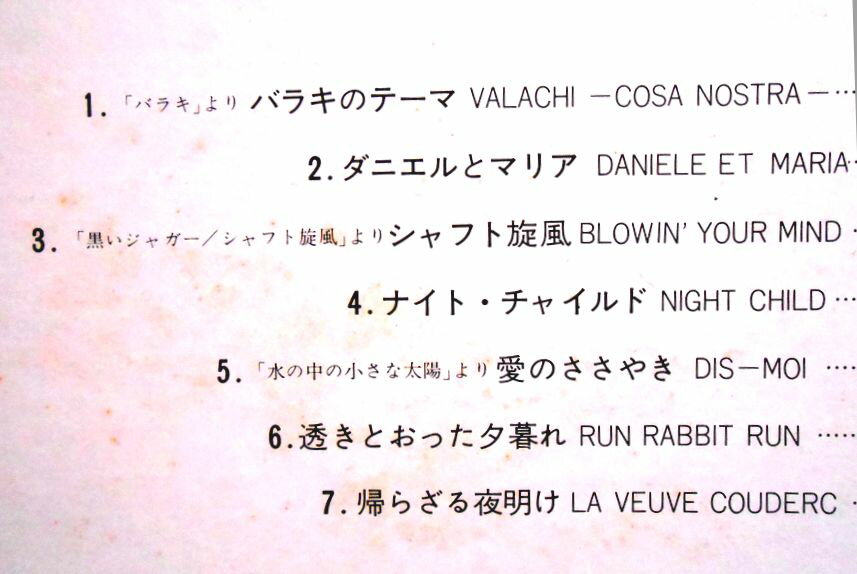 1. 「バラキ」より バラキのテーマ VALACHI －COSA NOSTRA－…
2. ダニエルとマリア DANIELE ET MARIA·
3. 「黒いジャガー／シャフト旋風」より シャフト旋風 BLOWIN' YOUR MIND ·
4. ナイト・チャイルド NIGHT CHILD …
5. 「水の中の小さな太陽」より 愛のささやき DIS－MOI ….
6. 透きとおった夕暮れ RUN RABBIT RUN …..
7. 帰らざる夜明け LA VEUVE COUDERC ·